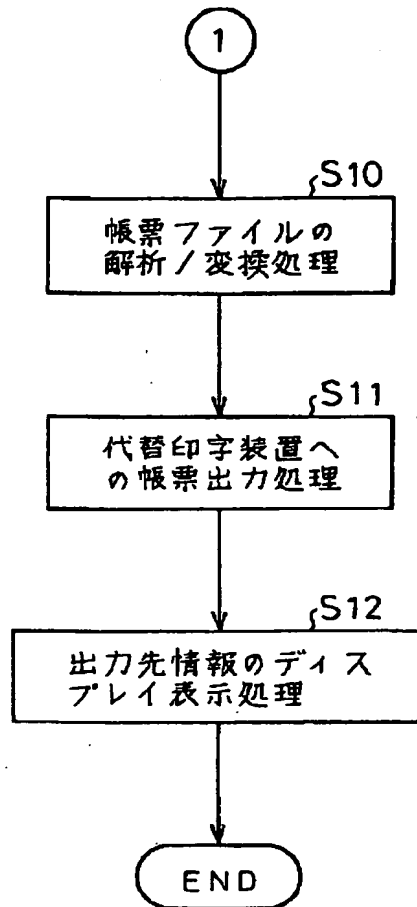 1
S10
帳票ファイルの
解析/変換処理
S11
代替印字装置へ
の帳票出力処理
S12
出力先情報のディス
プレイ表示処理
END